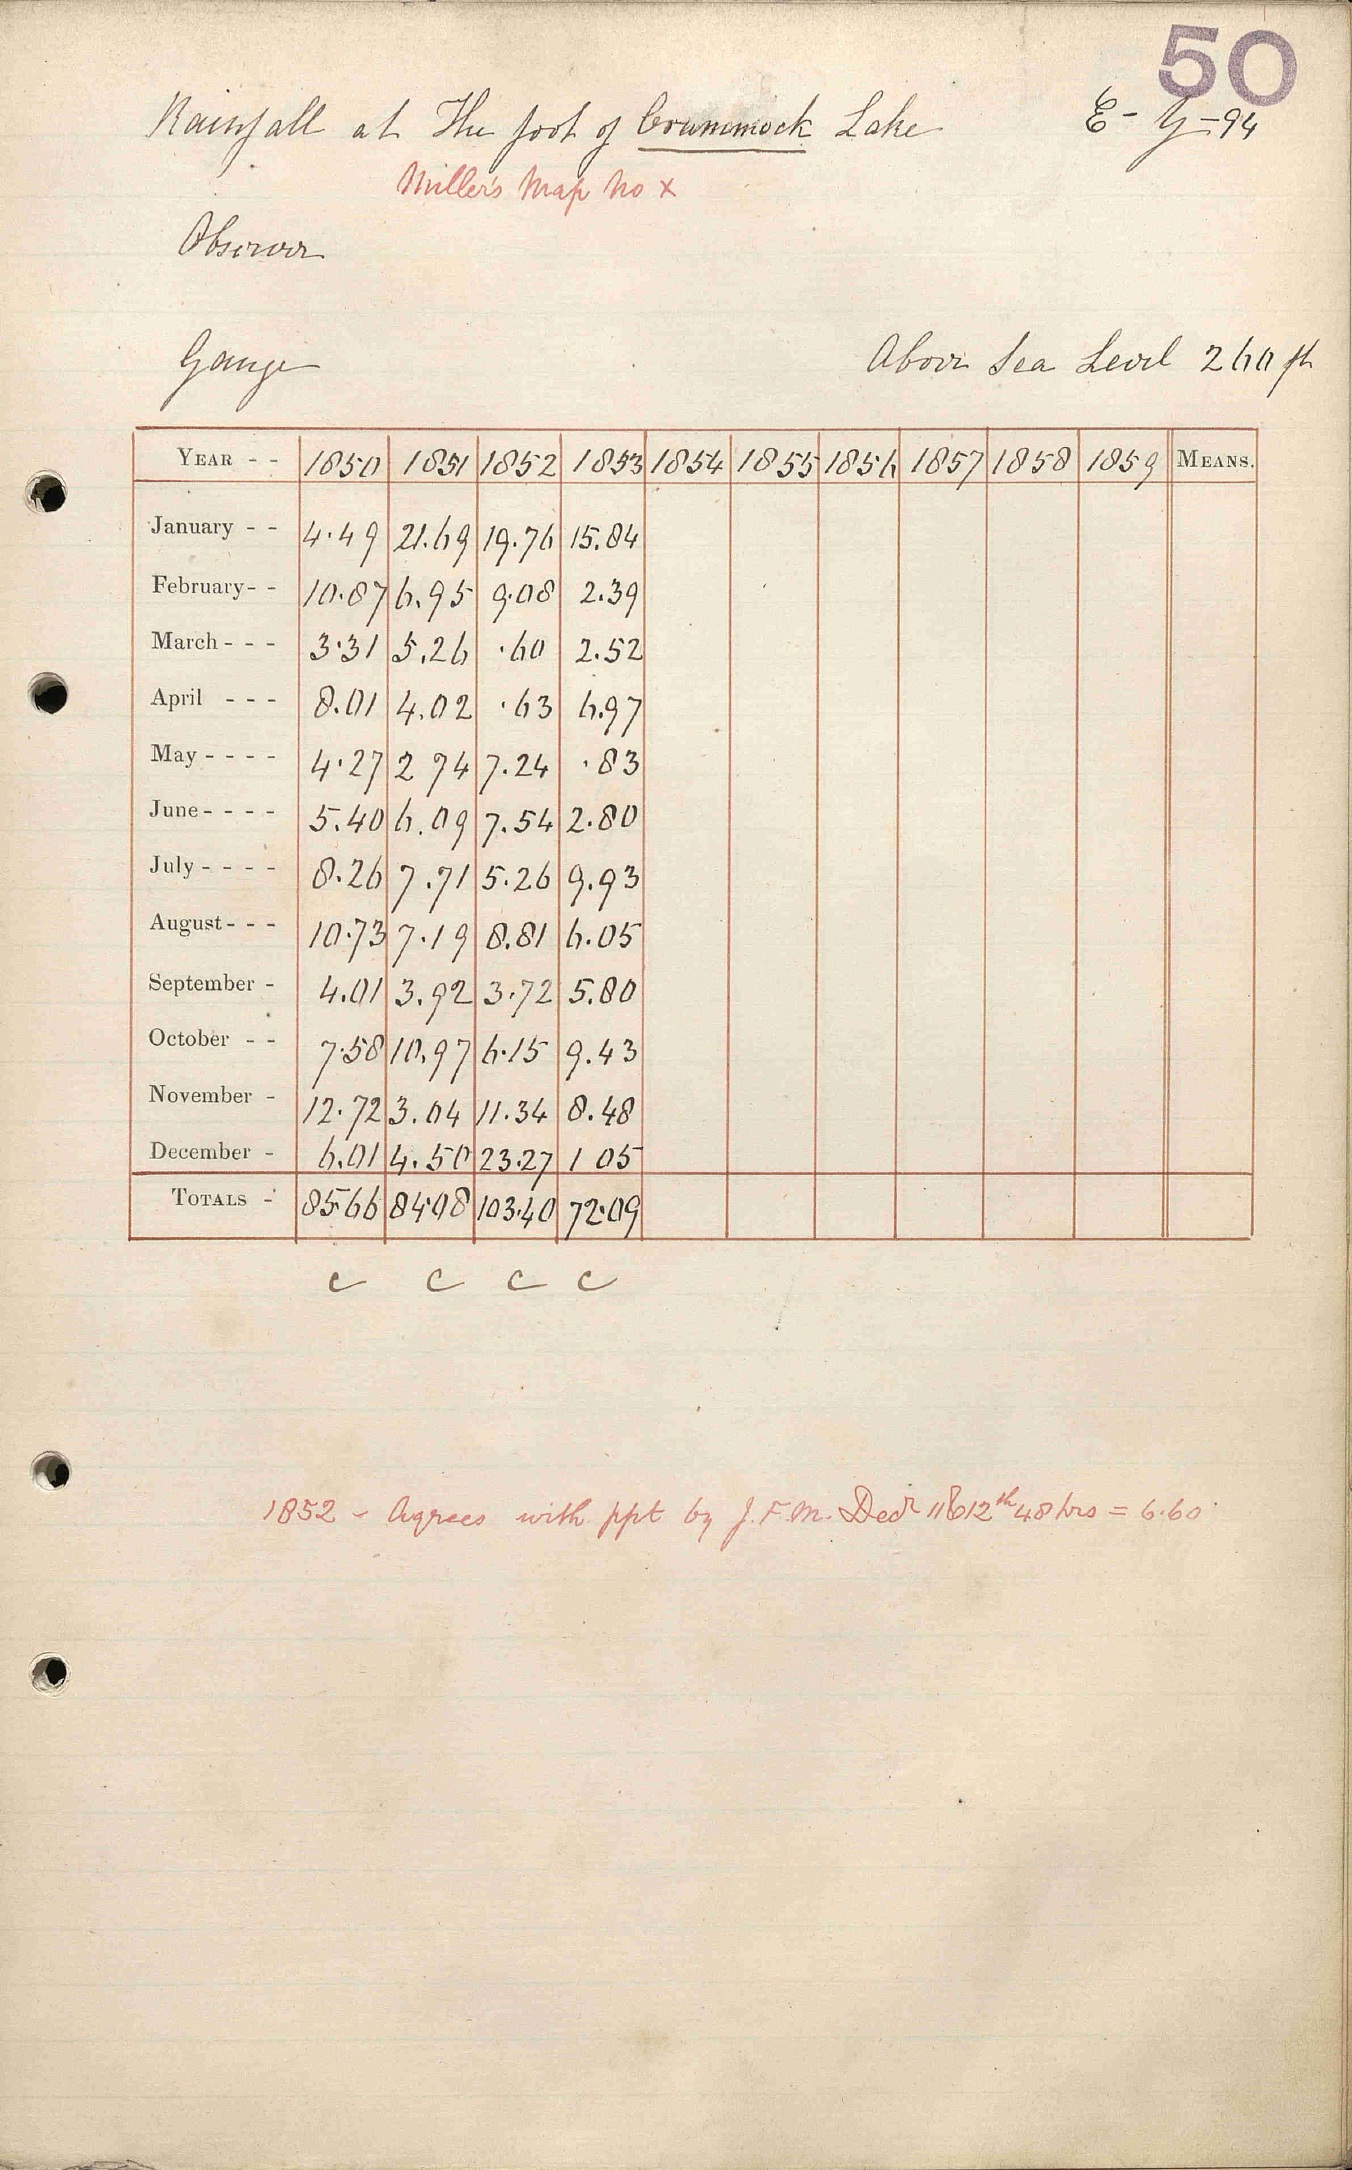 50
Rainfall at The foot of Crummock Lake E- G-94
Miller's Map No x
Observer
Gauge Above Sea Level 260 ft
YEAR - - 1850 1851 1852 1853 1854 1855 1856 1857 1858 1859 MEANS.
January - - 4.49 21.69 19.76 15.84
February - - 10.87 6.95 9.08 2.39
March - - - 3.31 5.26 .60 2.52
April - - - 8.01 4.02 .63 6.97
May - - - - 4.27 2 74 7.24 .83
June - - - - 5.40 6.09 7.54 2.80
July - - - - 8.26 7.71 5.26 9.93
August - - - 10.73 7.19 8.81 6.05
September - 4.01 3.92 3.72 5.80
October - - 7.58 10.97 6.15 9.43
November - 12.72 3.04 11.34 8.48
December - 6.01 4.50 23.27 1 05
TOTALS - 85.66 84.08 103.40 72.09
c c c c
1852 - Agrees with ppt by J.F.M. Decr 11&12th 48 hrs = 6.60